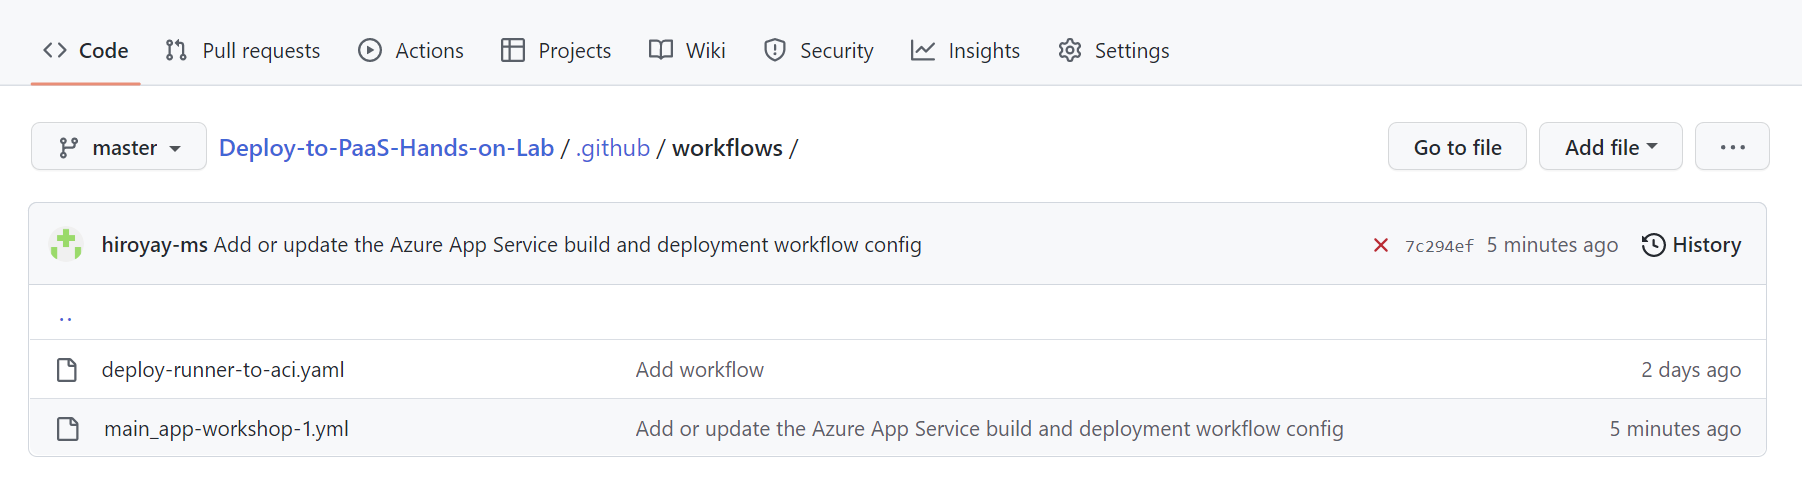 Code Pull requests Actions Projects Wiki Security Insights Settings
master Deploy-to-PaaS-Hands-on-Lab / .github / workflows / Go to file Add file ...
hiroyay-ms Add or update the Azure App Service build and deployment workflow config 7c294ef 5 minutes ago History
..
deploy-runner-to-aci.yaml Add workflow 2 days ago
main_app-workshop-1.yml Add or update the Azure App Service build and deployment workflow config 5 minutes ago